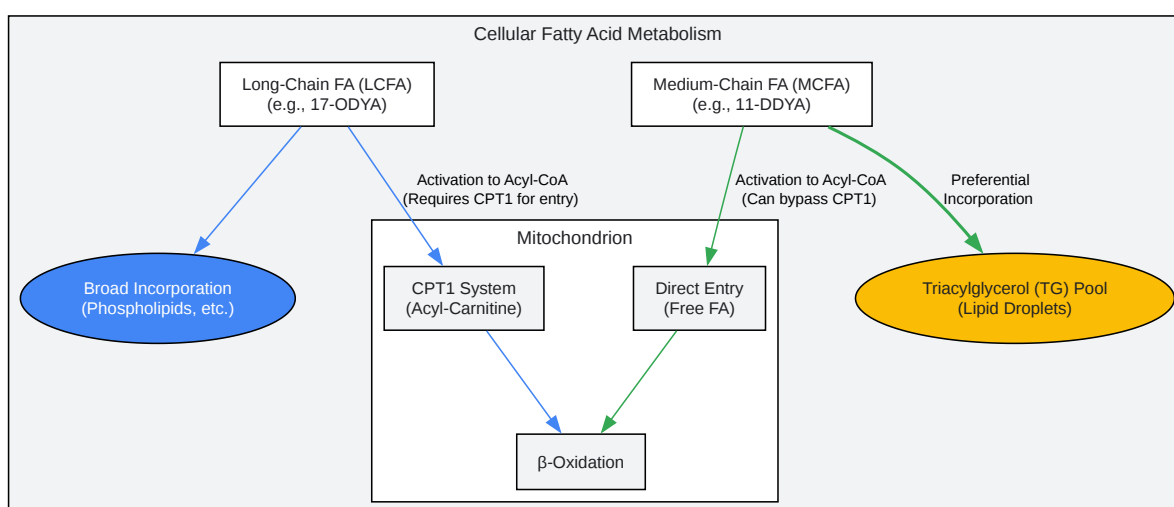 Cellular Fatty Acid Metabolism
Long-Chain FA (LCFA)
(e.g., 17-ODYA)
Medium-Chain FA (MCFA)
(e.g., 11-DDYA)
Activation to Acyl-CoA
(Requires CPT1 for entry)
Activation to Acyl-CoA
(Can bypass CPT1)
Preferential
Incorporation
Mitochondrion
Broad Incorporation
(Phospholipids, etc.)
CPT1 System
(Acyl-Carnitine)
Direct Entry
(Free FA)
Triacylglycerol (TG) Pool
(Lipid Droplets)
β-Oxidation